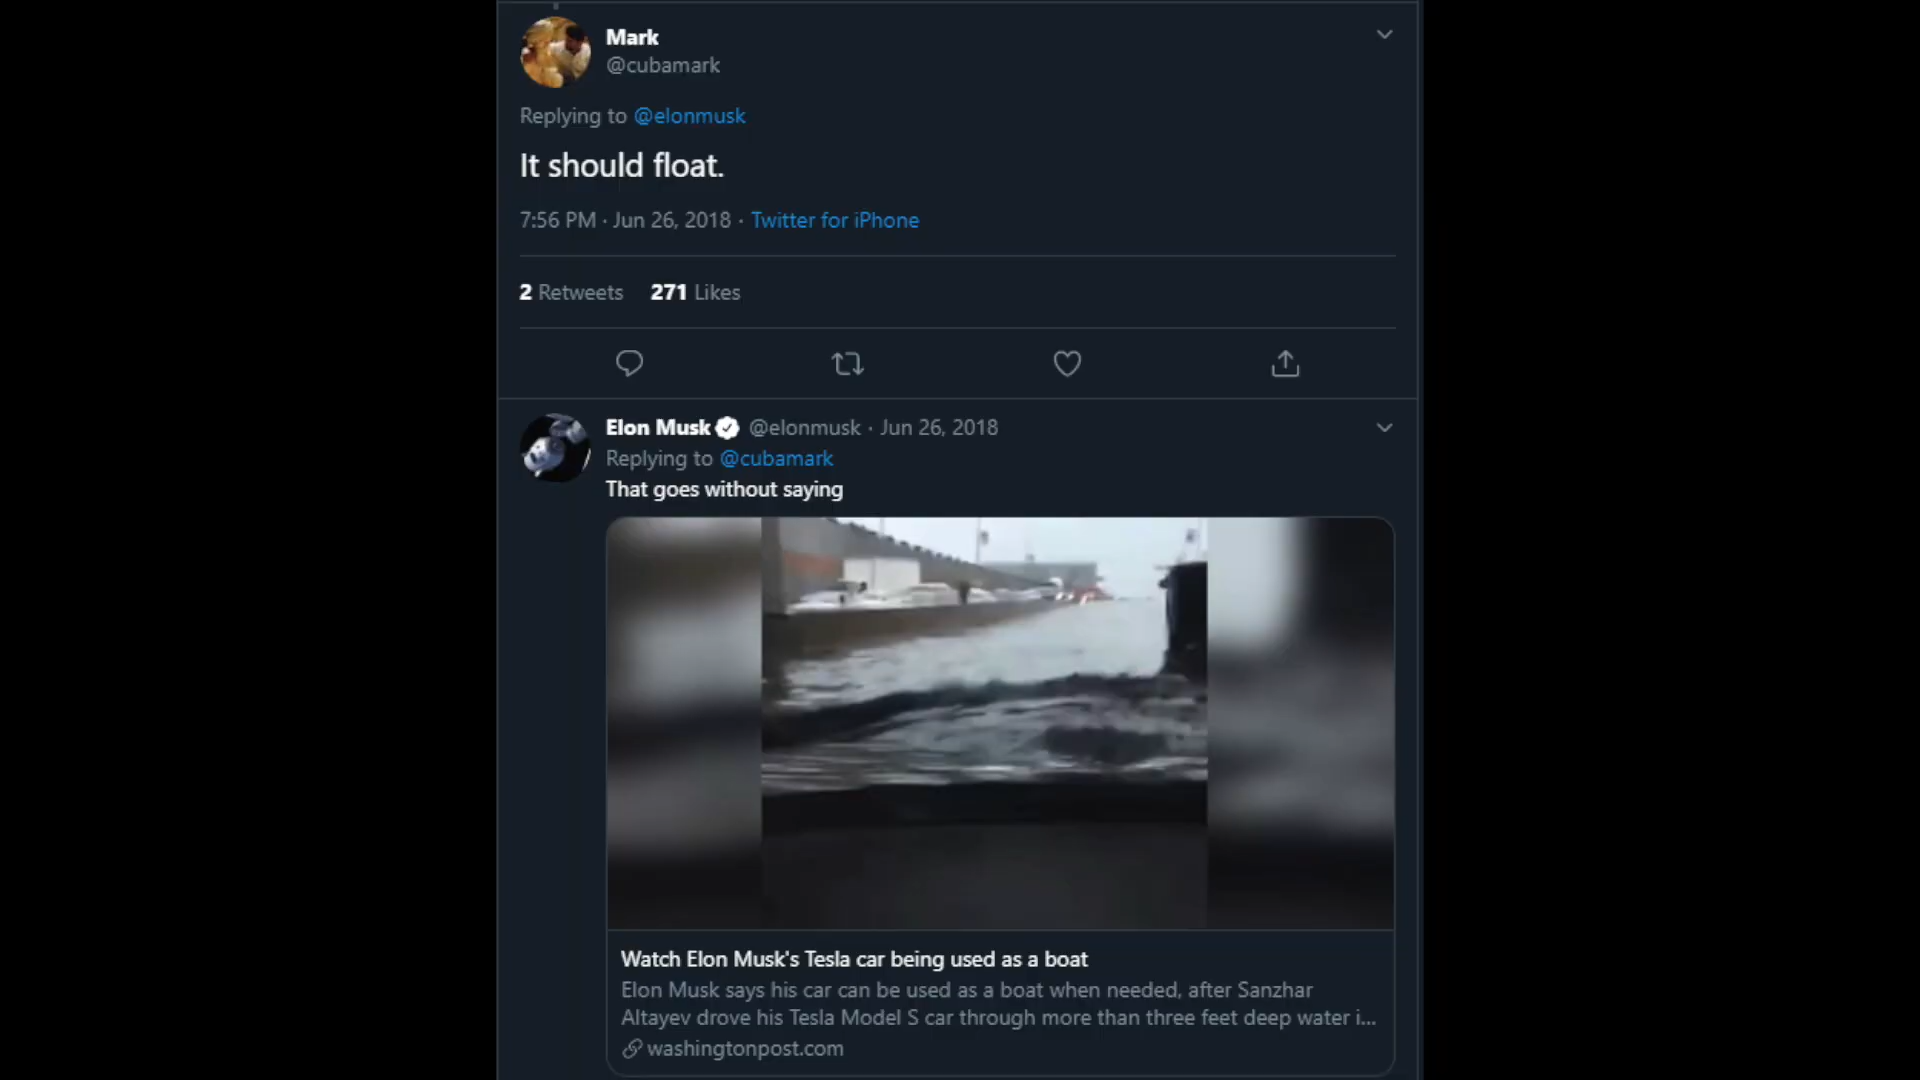 Mark
@cubamark
Replying to @elonmusk
It should float.
7:56 PM · Jun 26, 2018 · Twitter for iPhone
2 Retweets 271 Likes
Elon Musk @elonmusk · Jun 26, 2018
Replying to @cubamark
That goes without saying
Watch Elon Musk's Tesla car being used as a boat
Elon Musk says his car can be used as a boat when needed, after Sanzhar
Altayev drove his Tesla Model S car through more than three feet deep water i...
washingtonpost.com